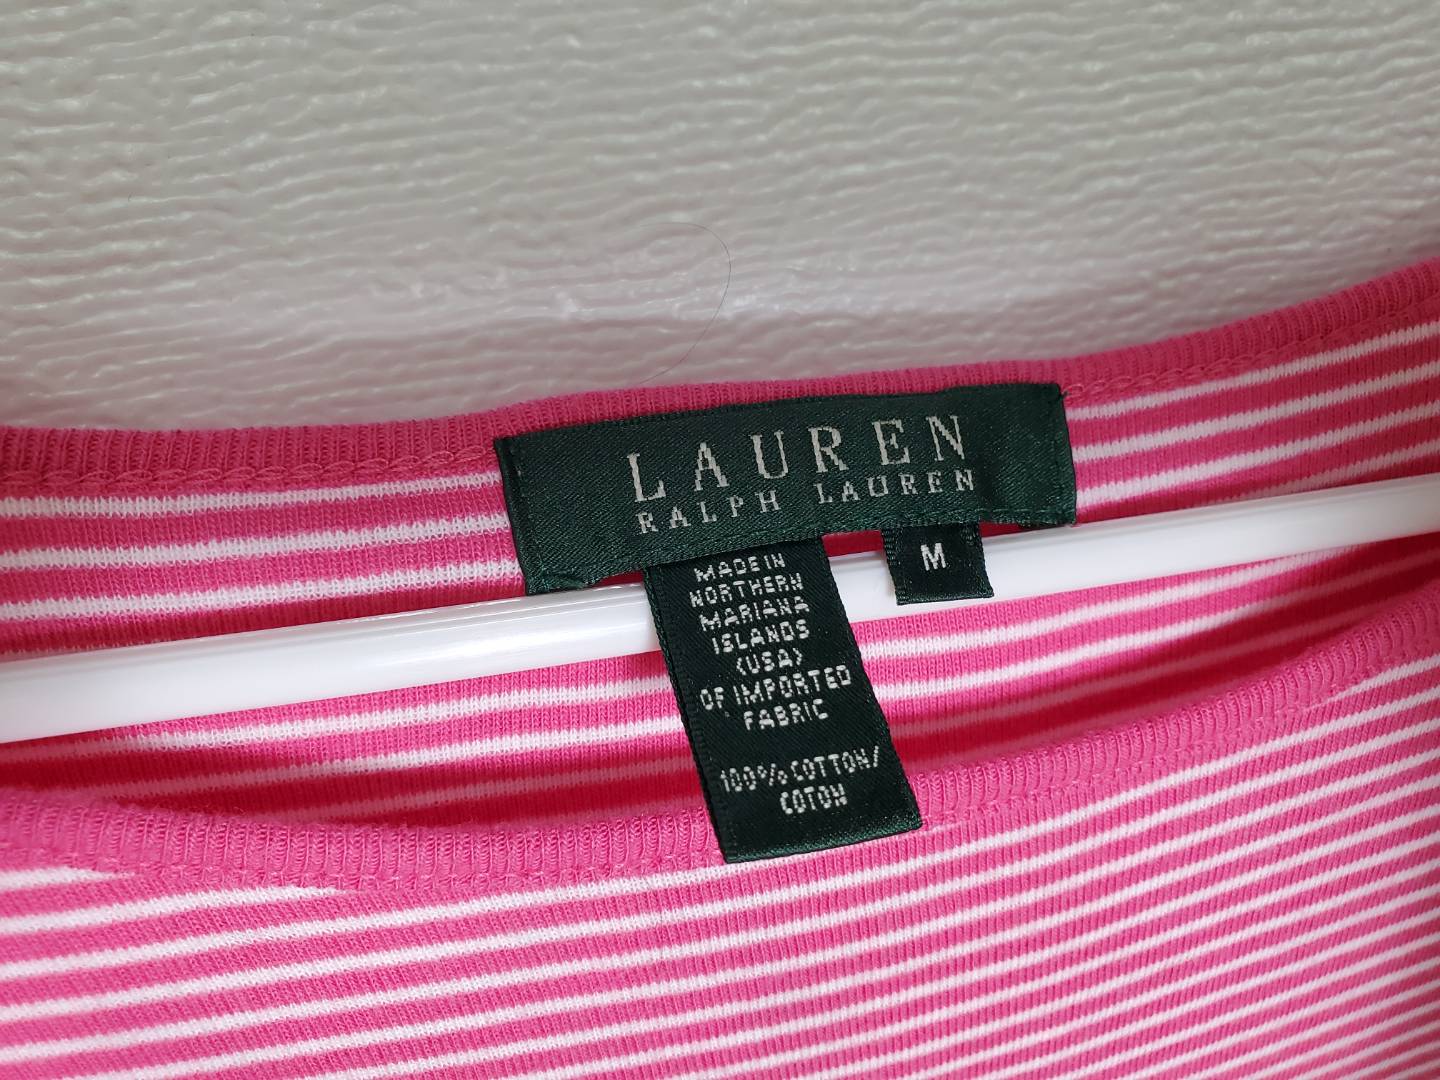 LAUREN
RALPH LAUREN
M
MADE IN
NORTHERN
MARIANA
ISLANDS
(USA)
OF IMPORTED
FABRIC
100% COTTON/
COTON